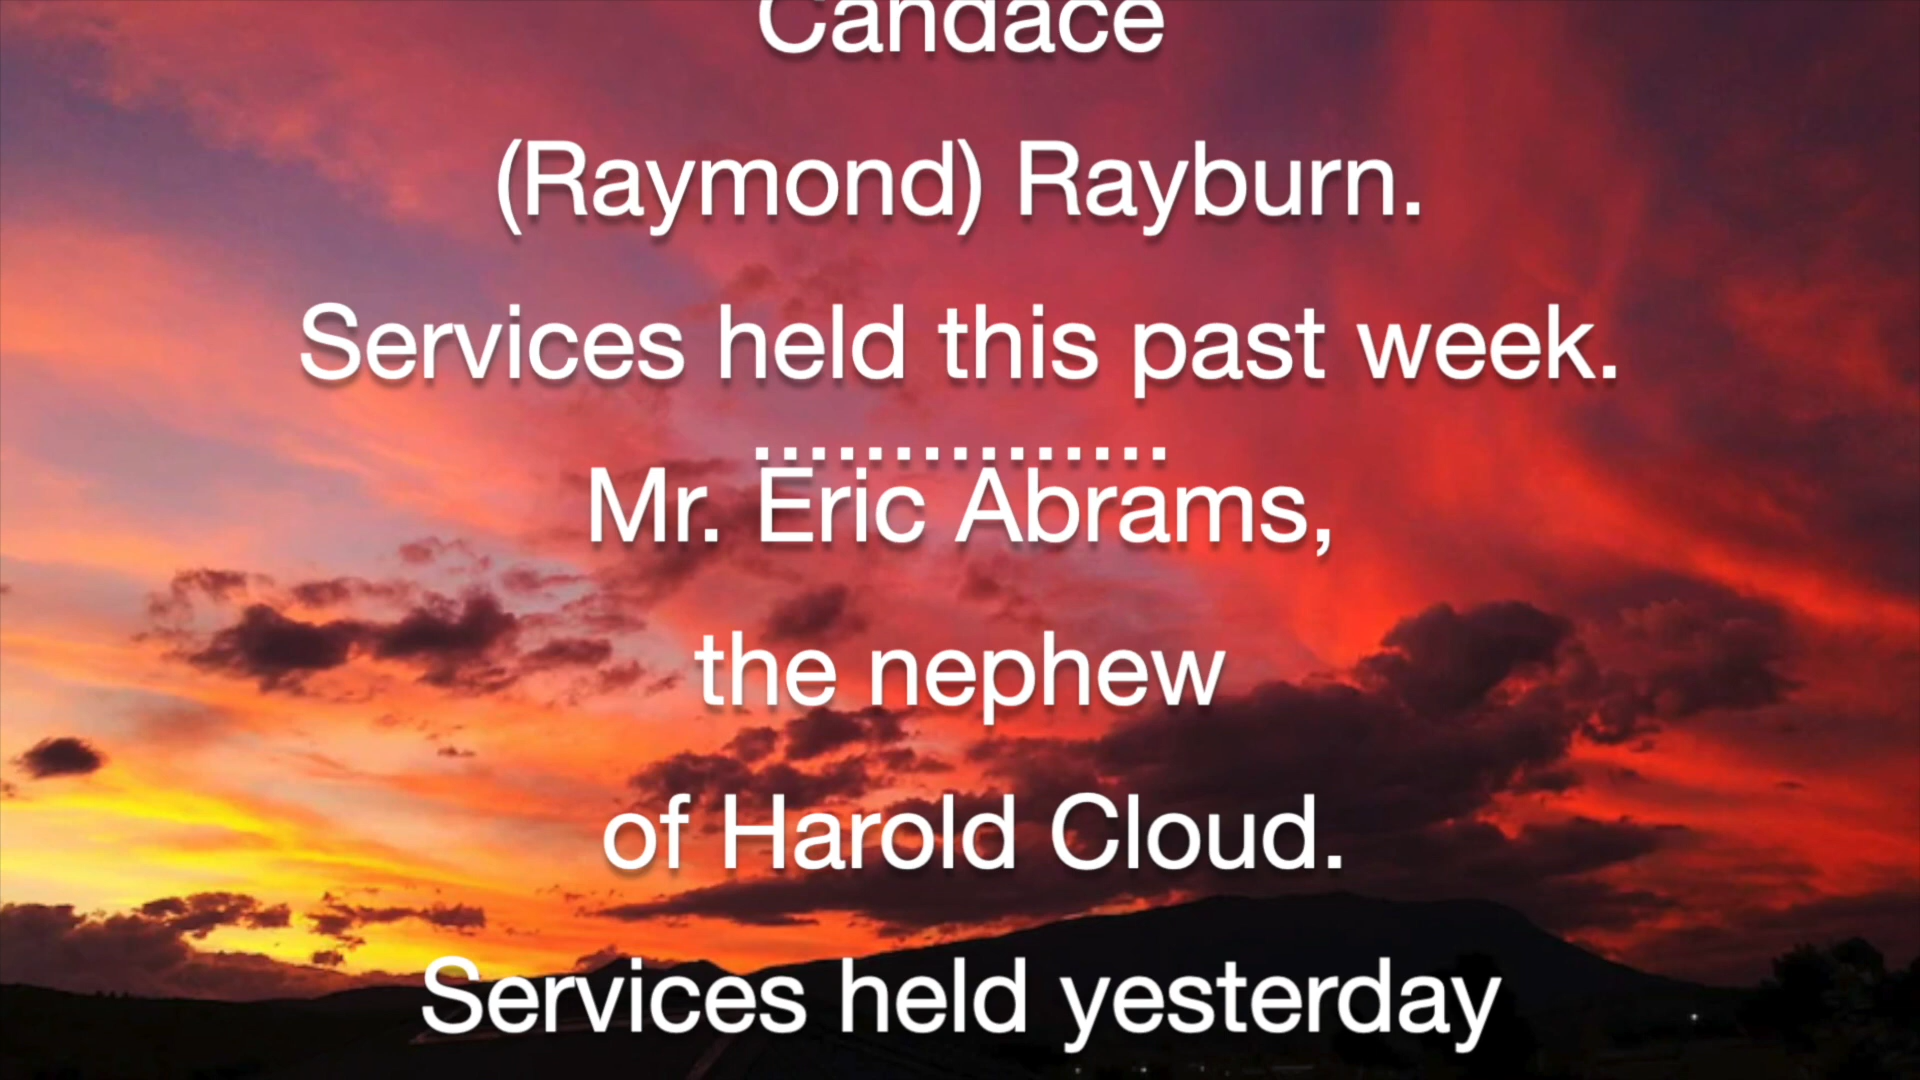 Candace
(Raymond) Rayburn.
Services held this past week.
...............
Mr. Eric Abrams,
the nephew
of Harold Cloud.
Services held yesterday